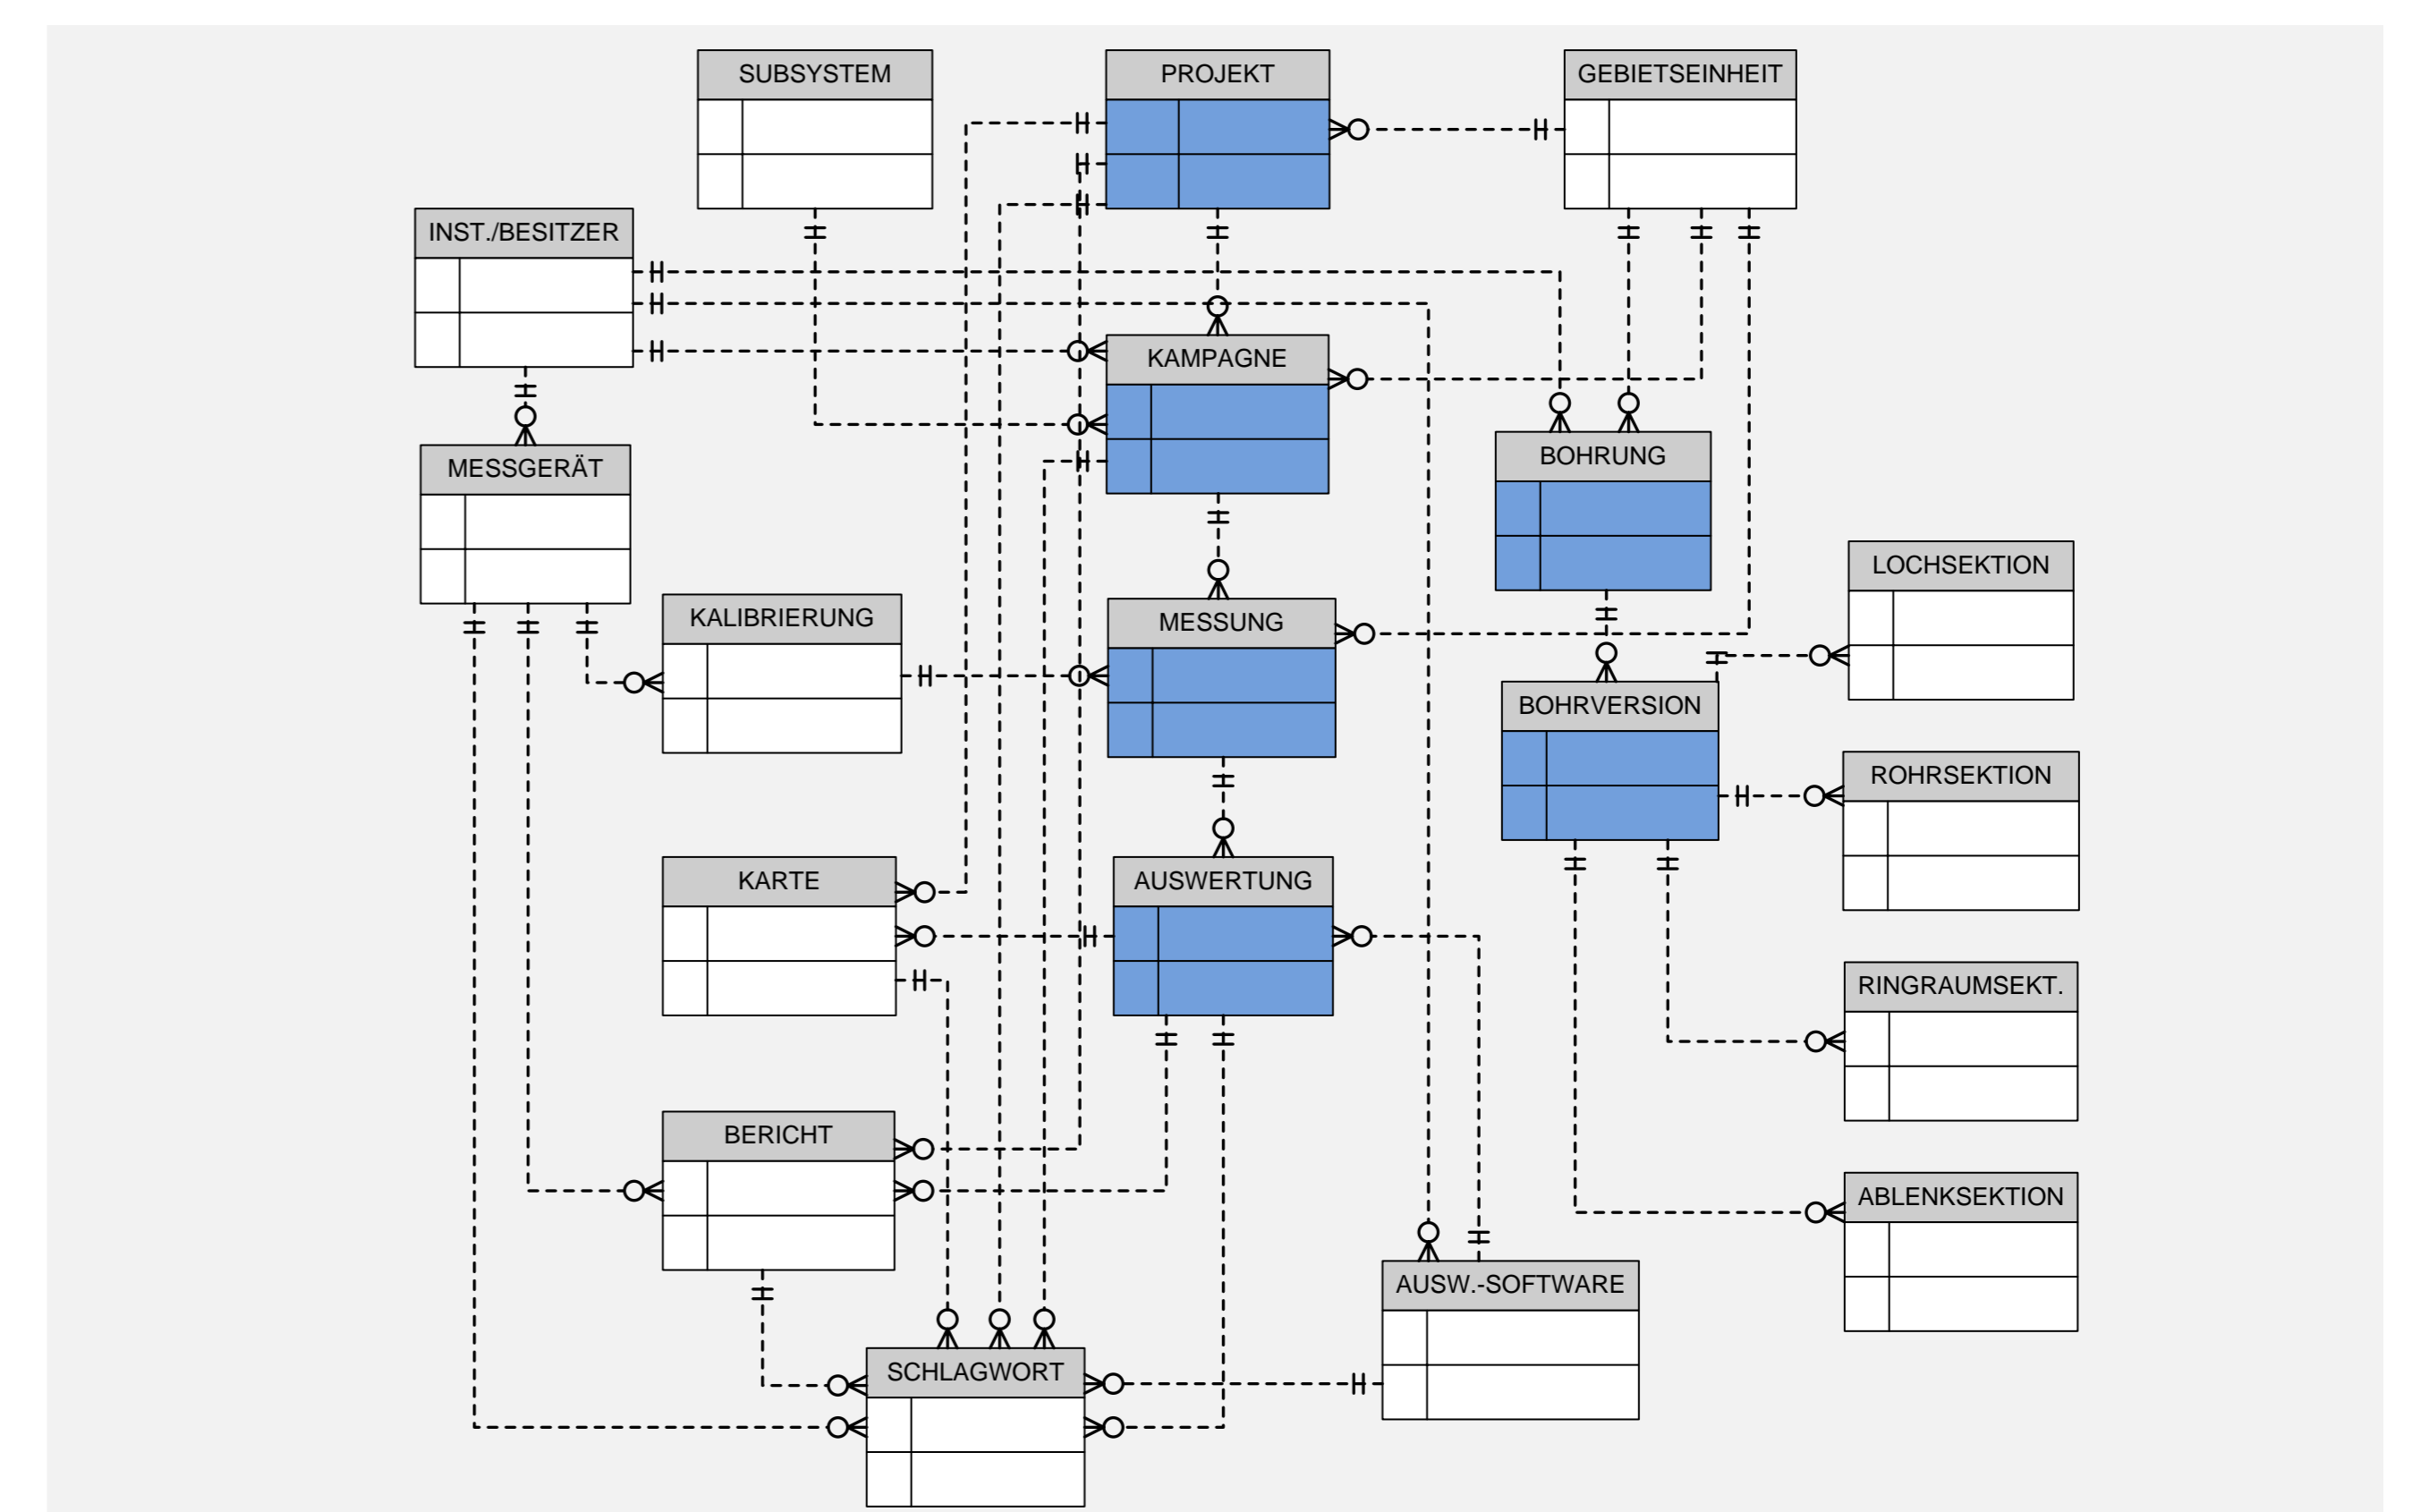 SUBSYSTEM
PROJEKT
GEBIETSEINHEIT
INST./BESITZER
KAMPAGNE
MESSGERÄT
BOHRUNG
LOCHSEKTION
KALIBRIERUNG
MESSUNG
BOHRVERSION
ROHRSEKTION
KARTE
AUSWERTUNG
RINGRAUMSEKT.
BERICHT
ABLENKSEKTION
AUSW.-SOFTWARE
SCHLAGWORT